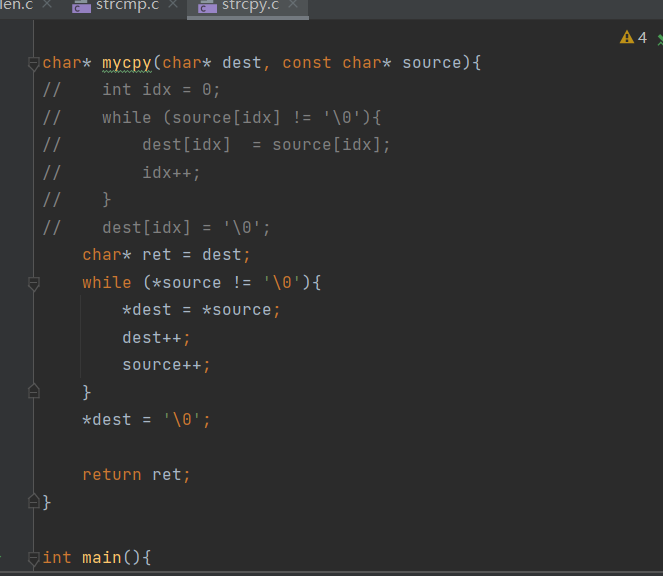 len.c × strcmp.c × strcpy.c ×
4
char* mycpy(char* dest, const char* source){
//    int idx = 0;
//    while (source[idx] != '\0'){
//        dest[idx]  = source[idx];
//        idx++;
//    }
//    dest[idx] = '\0';
    char* ret = dest;
    while (*source != '\0'){
        *dest = *source;
        dest++;
        source++;
    }
    *dest = '\0';
    return ret;
}
int main(){